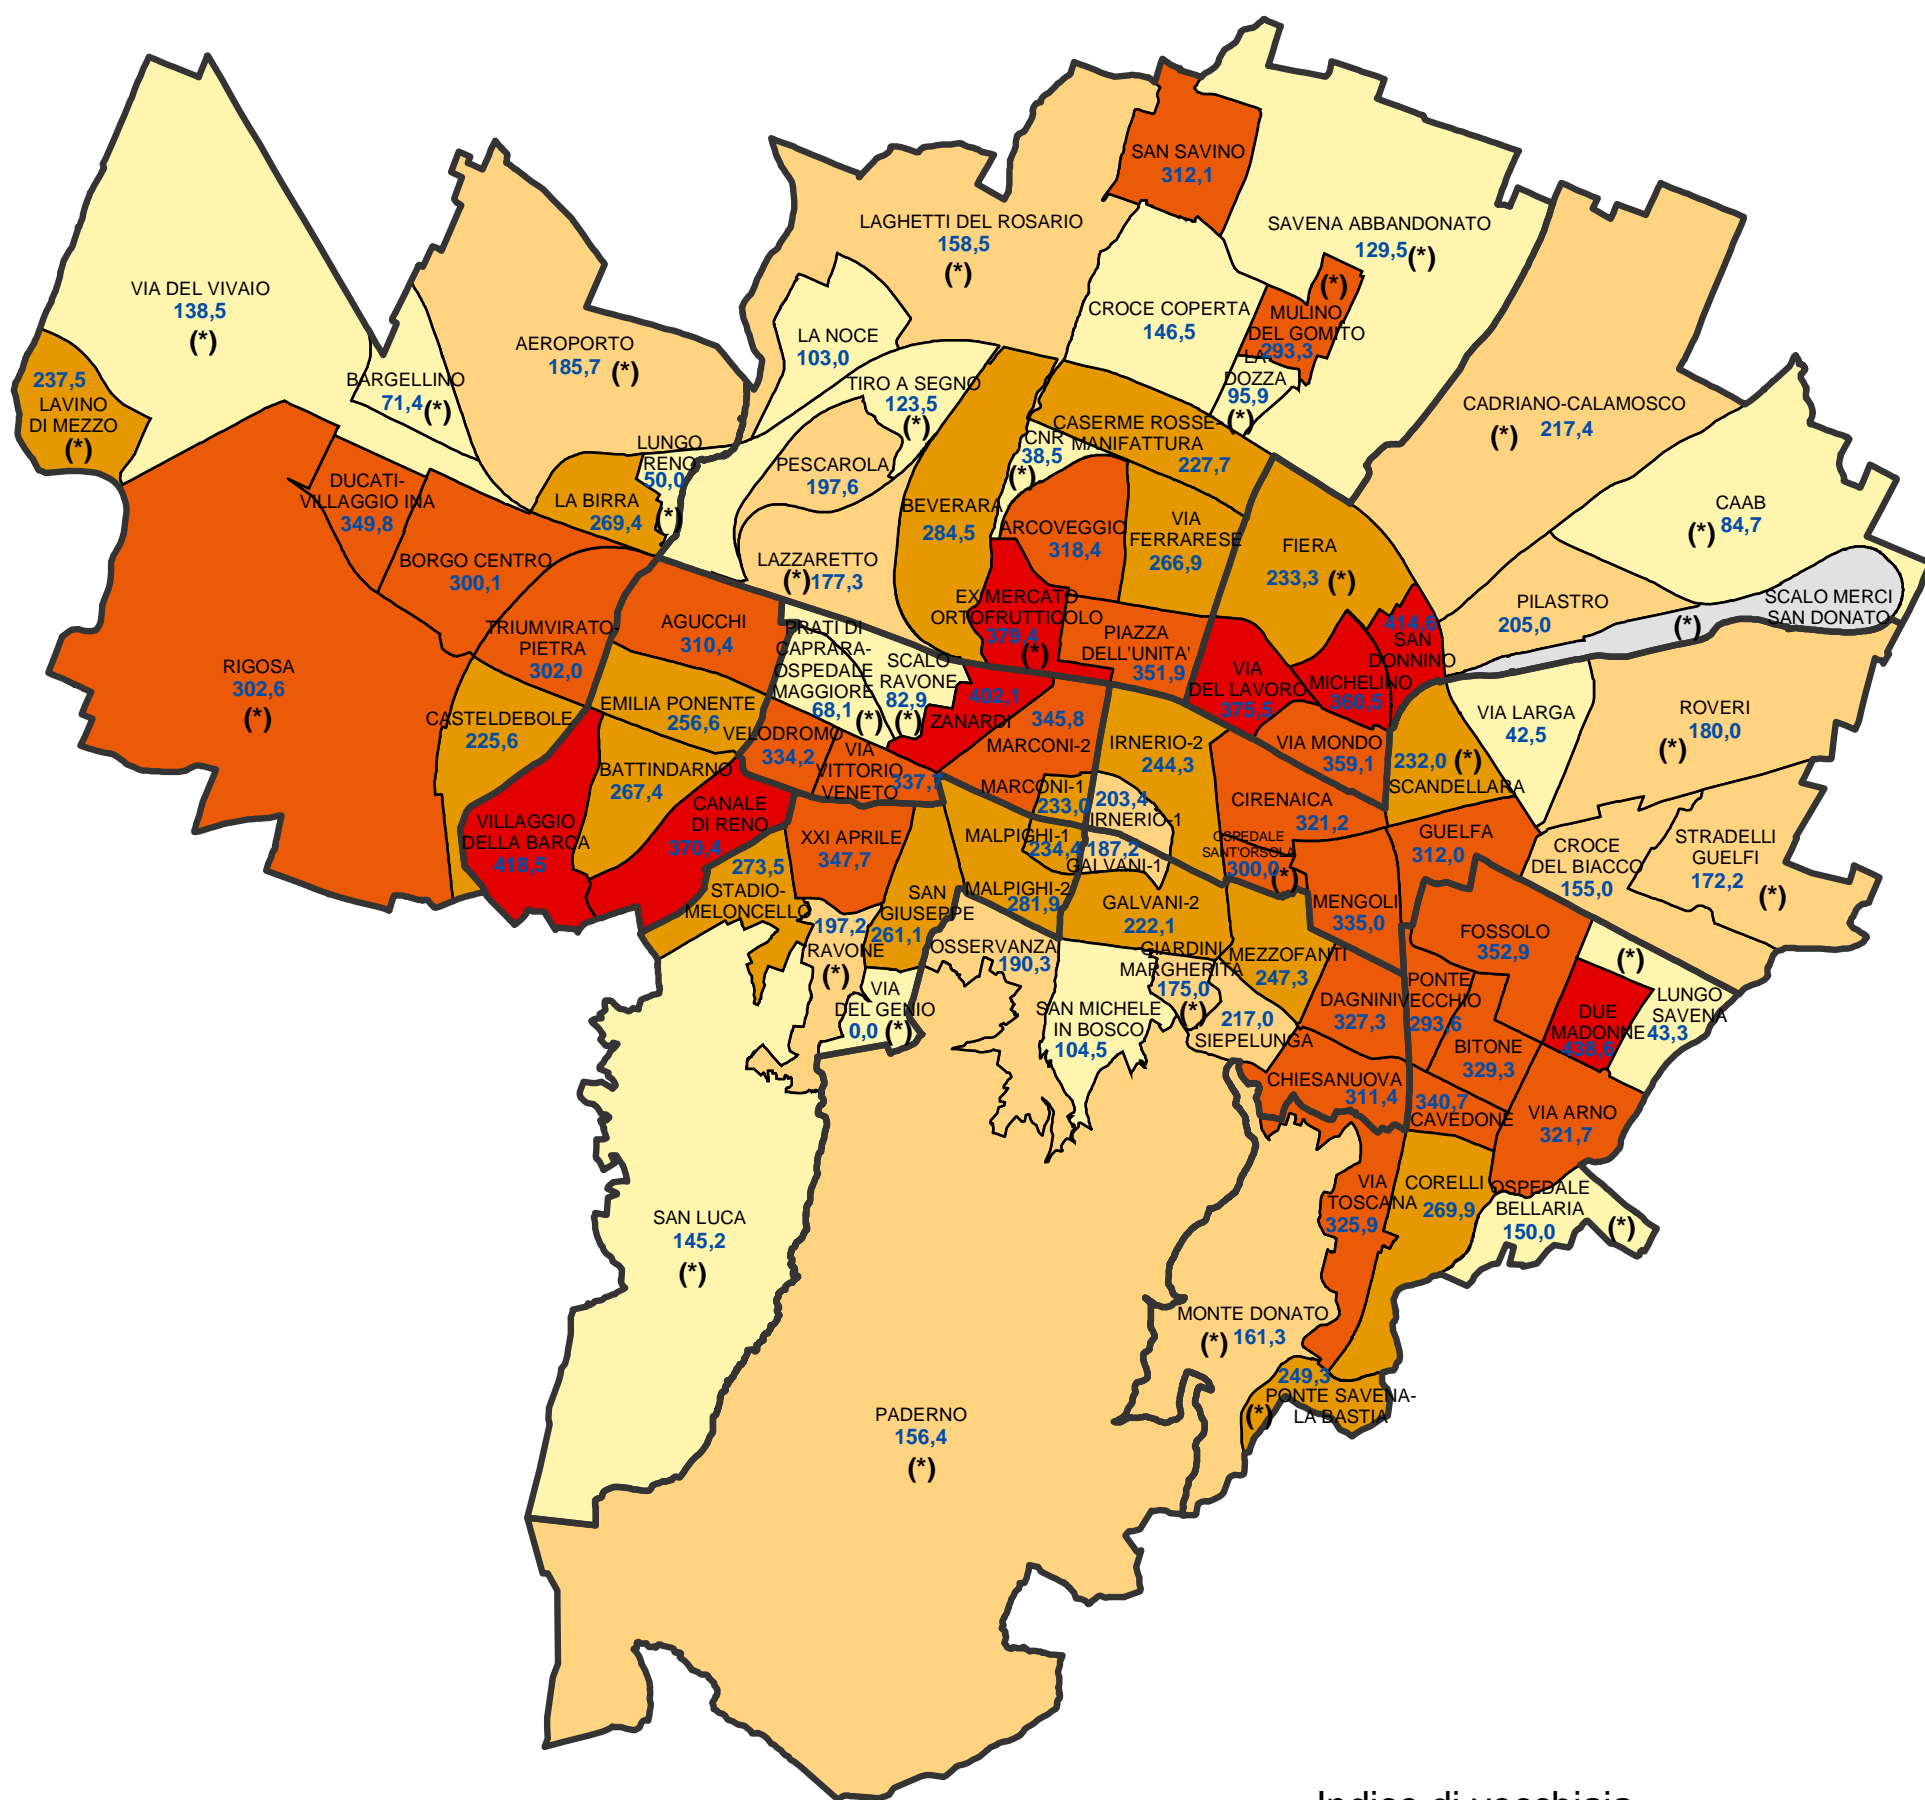 SAN SAVINO
312,1
LAGHETTI DEL ROSARIO
158,5
(*)
SAVENA ABBANDONATO
129,5(*)
VIA DEL VIVAIO
138,5
(*)
AEROPORTO
185,7 (*)
LA NOCE
103,0
CROCE COPERTA
146,5
(*)
MULINO
DEL GOMITO
293,3
LA
DOZZA
95,9
(*)
237,5
LAVINO
DI MEZZO
(*)
BARGELLINO
71,4(*)
TIRO A SEGNO
123,5
(*)
CADRIANO-CALAMOSCO
(*) 217,4
CASERME ROSSE-
MANIFATTURA
227,7
CNR
38,5
(*)
LUNGO
RENO
50,0
(*)
PESCAROLA
197,6
DUCATI-
VILLAGGIO INA
349,8
LA BIRRA
269,4
BEVERARA
284,5
ARCOVEGGIO
318,4
VIA
FERRARESE
266,9
FIERA
233,3 (*)
CAAB
(*) 84,7
BORGO CENTRO
300,1
LAZZARETTO
(*)177,3
EX MERCATO
ORTOFRUTTICOLO
379,4
(*)
PIAZZA
DELL'UNITA'
351,9
PILASTRO
205,0
SCALO MERCI
SAN DONATO
(*)
TRIUMVIRATO-
PIETRA
302,0
AGUCCHI
310,4
PRATI DI
CAPRARA-
OSPEDALE
MAGGIORE
68,1 (*)
SCALO
RAVONE
82,9
(*)
414,6
SAN
DONNINO
VIA
DEL LAVORO
375,5
MICHELINO
360,5
RIGOSA
302,6
(*)
402,1
ZANARDI
345,8
MARCONI-2
CASTELDEBOLE
225,6
EMILIA PONENTE
256,6
VELODROMO
334,2
VIA
VITTORIO
VENETO
337,7
IRNERIO-2
244,3
VIA MONDO
359,1
232,0 (*)
SCANDELLARA
VIA LARGA
42,5
ROVERI
(*) 180,0
BATTINDARNO
267,4
CANALE
DI RENO
370,4
MARCONI-1
233,0
203,4
IRNERIO-1
CIRENAICA
321,2
VILLAGGIO
DELLA BARCA
418,5
XXI APRILE
347,7
MALPIGHI-1
234,4
187,2
GALVANI-1
OSPEDALE
SANT'ORSOLA
300,0
(*)
GUELFA
312,0
CROCE
DEL BIACCO
155,0
STRADELLI
GUELFI
172,2
(*)
273,5
STADIO-
MELONCELLO
SAN
GIUSEPPE
261,1
MALPIGHI-2
281,9
GALVANI-2
222,1
MENGOLI
335,0
197,2
RAVONE
(*)
OSSERVANZA
190,3
GIARDINI
MARGHERITA
175,0
(*)
MEZZOFANTI
247,3
FOSSOLO
352,9
(*)
LUNGO
SAVENA
43,3
VIA
DEL GENIO
0,0 (*)
SAN MICHELE
IN BOSCO
104,5
217,0
SIEPELUNGA
DAGNINI
327,3
PONTE
VECCHIO
293,6
DUE
MADONNE
438,6
BITONE
329,3
CHIESANUOVA
311,4
340,7
CAVEDONE
VIA ARNO
321,7
VIA
TOSCANA
325,9
CORELLI
269,9
OSPEDALE
BELLARIA
150,0
(*)
SAN LUCA
145,2
(*)
MONTE DONATO
(*) 161,3
249,3
PONTE SAVENA-
LA BASTIA
(*)
PADERNO
156,4
(*)
Indice di vecchiaia